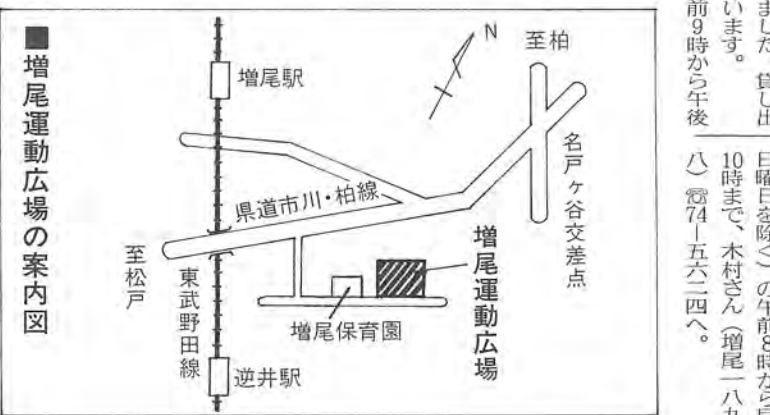 ました。貸し出
います。
前9時から午後
日曜日を除く)の午前8時から
10時まで、木村さん(増尾一八
八)☎74-五六二四へ。
■増尾運動広場の案内図
N
至柏
増尾駅
名戸ヶ谷交差点
県道市川・柏線
至松戸
東武野田線
増尾運動広場
増尾保育園
逆井駅